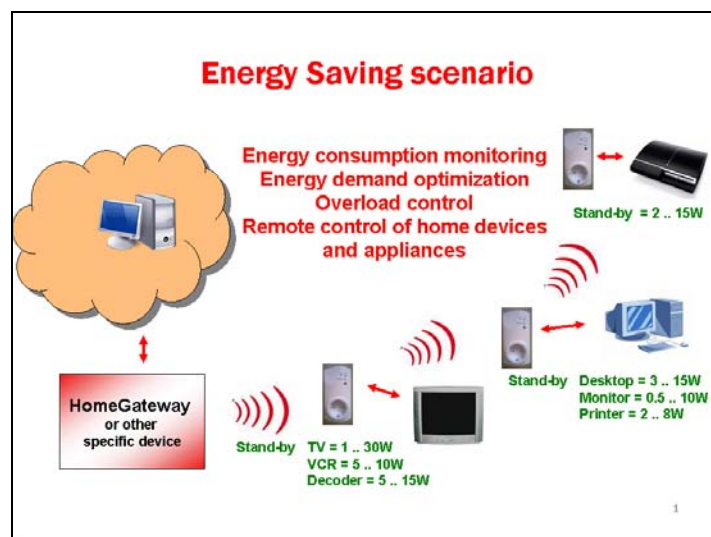 Energy Saving scenario
Energy consumption monitoring
Energy demand optimization
Overload control
Remote control of home devices
and appliances
Stand-by = 2 .. 15W
HomeGateway
or other
specific device
Stand-by TV = 1 .. 30W
VCR = 5 .. 10W
Decoder = 5 .. 15W
Stand-by Desktop = 3 .. 15W
Monitor = 0.5 .. 10W
Printer = 2 .. 8W
1